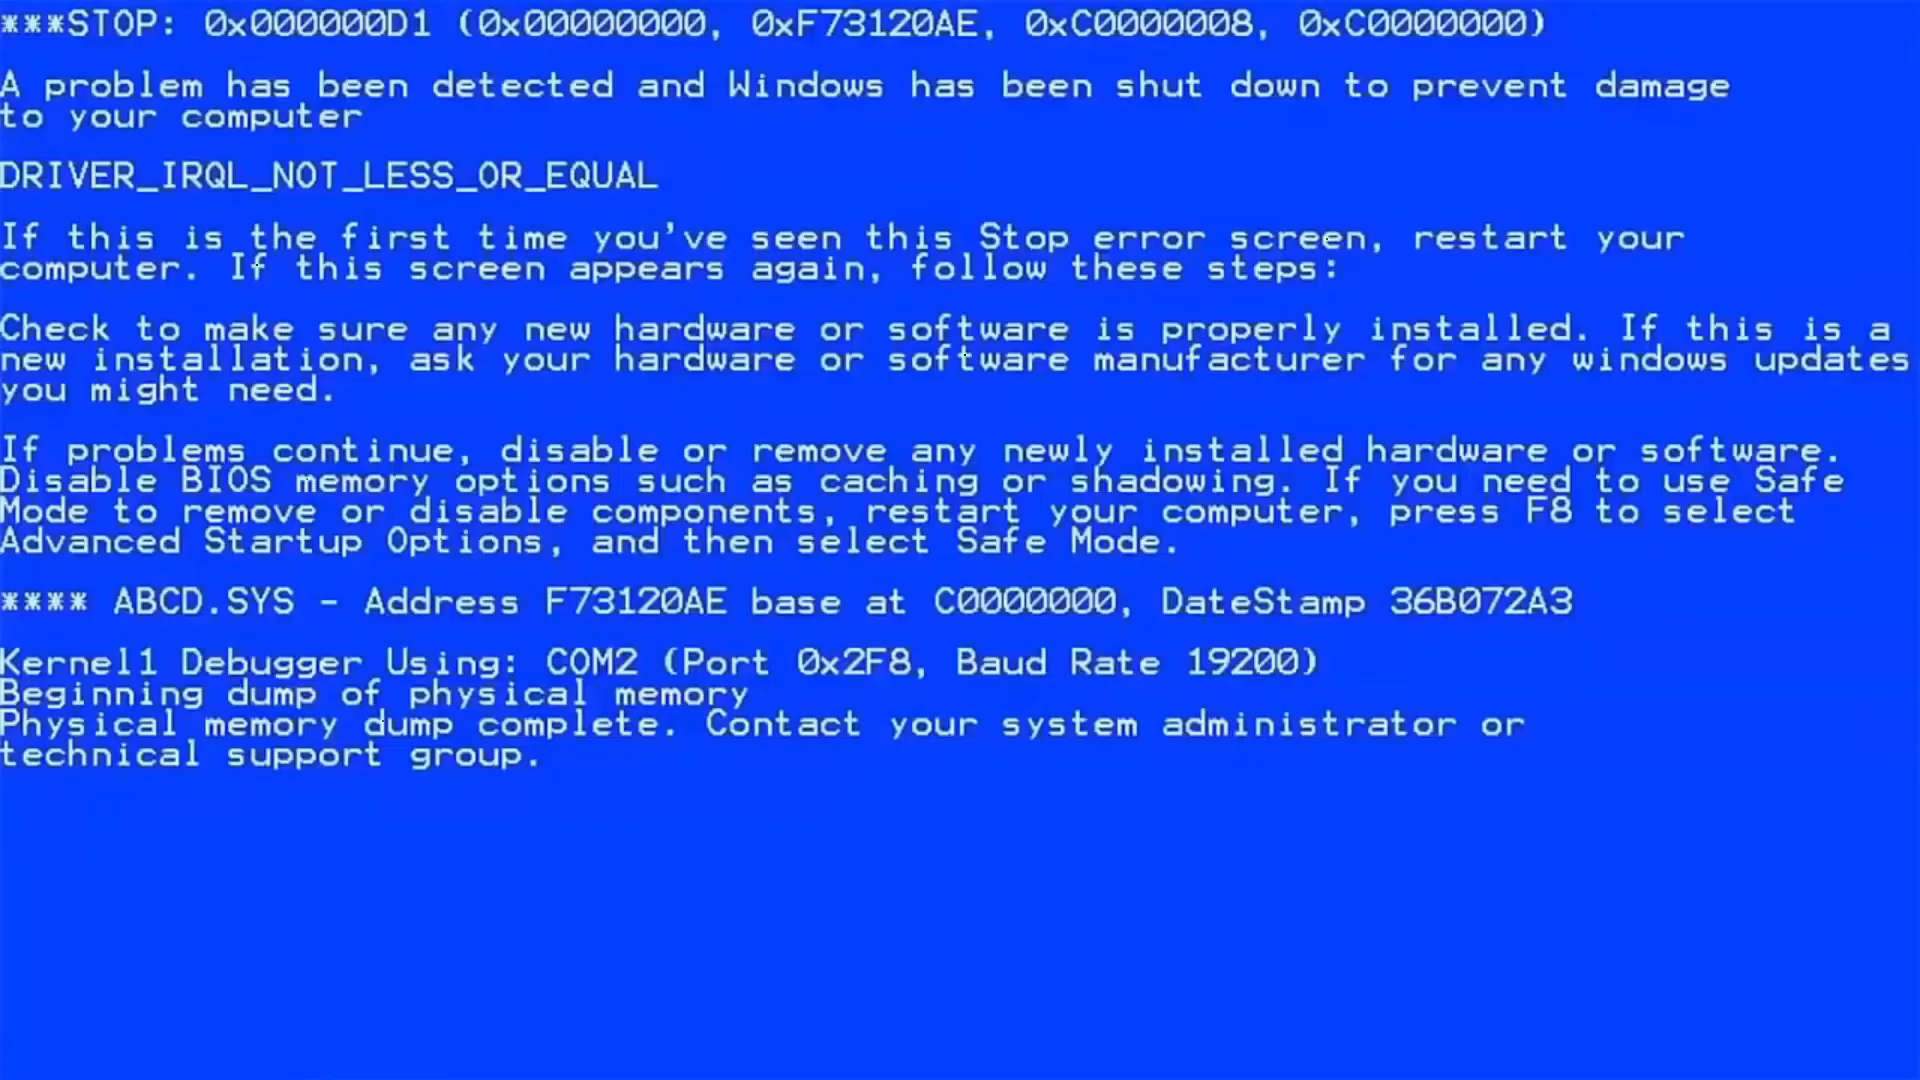 ***STOP: 0x000000D1 (0x00000000, 0xF73120AE, 0xC0000008, 0xC0000000)
A problem has been detected and Windows has been shut down to prevent damage
to your computer
DRIVER_IRQL_NOT_LESS_OR_EQUAL
If this is the first time you've seen this Stop error screen, restart your
computer. If this screen appears again, follow these steps:
Check to make sure any new hardware or software is properly installed. If this is a
new installation, ask your hardware or software manufacturer for any windows updates
you might need.
If problems continue, disable or remove any newly installed hardware or software.
Disable BIOS memory options such as caching or shadowing. If you need to use Safe
Mode to remove or disable components, restart your computer, press F8 to select
Advanced Startup Options, and then select Safe Mode.
**** ABCD.SYS - Address F73120AE base at C0000000, DateStamp 36B072A3
Kernel1 Debugger Using: COM2 (Port 0x2F8, Baud Rate 19200)
Beginning dump of physical memory
Physical memory dump complete. Contact your system administrator or
technical support group.